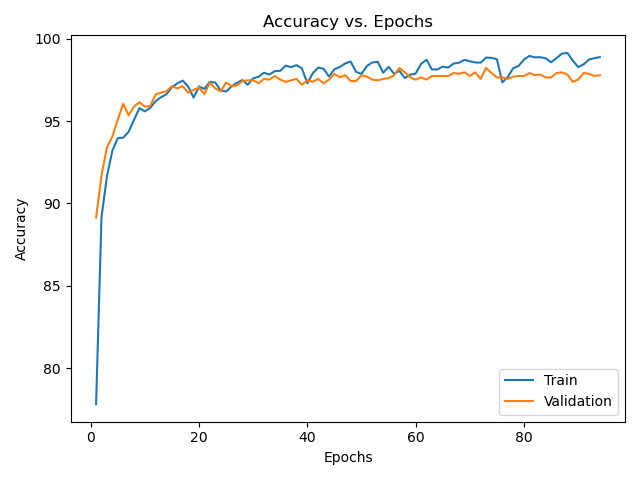 Accuracy vs. Epochs
100
95
90
85
80
Accuracy
0 20 40 60 80
Epochs
Train
Validation